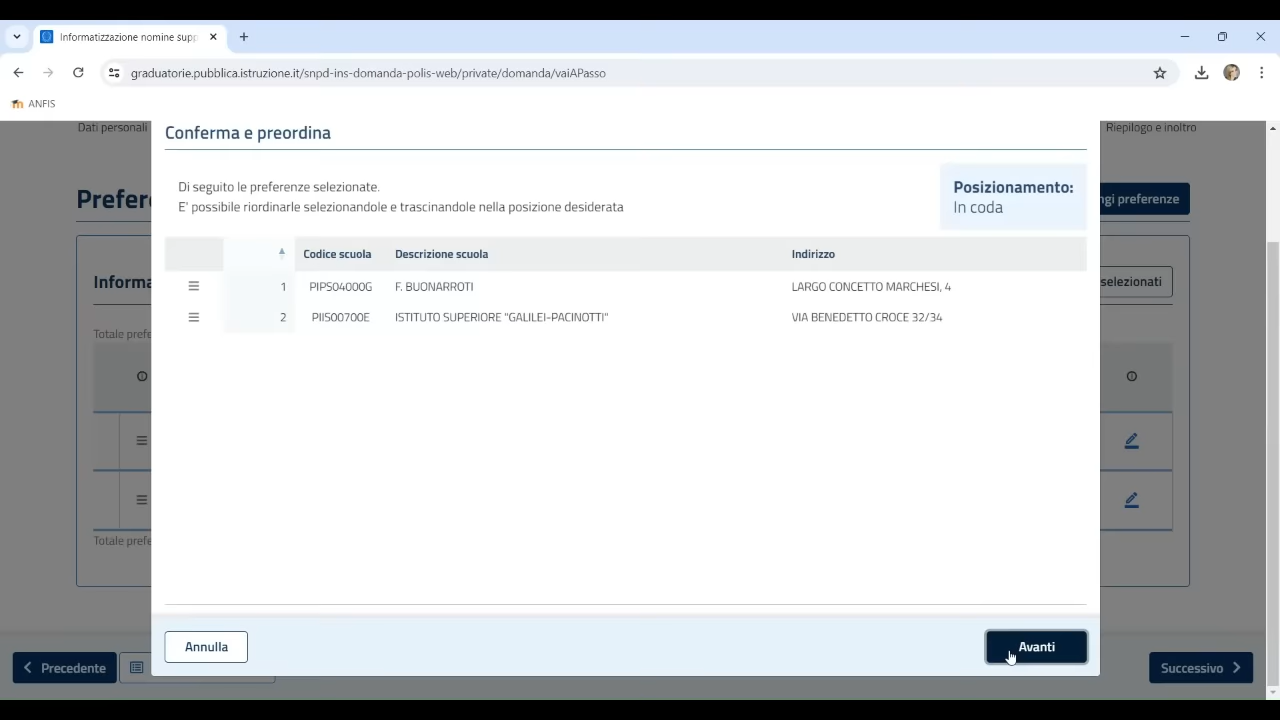 Informatizzazione nomine supp
graduatorie.pubblica.istruzione.it/snpd-ins-domanda-polis-web/private/domanda/vaiAPasso
ANFIS
Dati personali
Conferma e preordina
Riepilogo e inoltro
Di seguito le preferenze selezionate.
E' possibile riordinarle selezionandole e trascinandole nella posizione desiderata
Posizionamento:
In coda
Prefer
ngi preferenze
Codice scuola Descrizione scuola Indirizzo
Informa
selezionati
1 PIPS04000G F. BUONARROTI LARGO CONCETTO MARCHESI, 4
2 PIIS00700E ISTITUTO SUPERIORE "GALILEI-PACINOTTI" VIA BENEDETTO CROCE 32/34
Totale prefe
Totale prefe
Annulla
Avanti
Precedente
Successivo